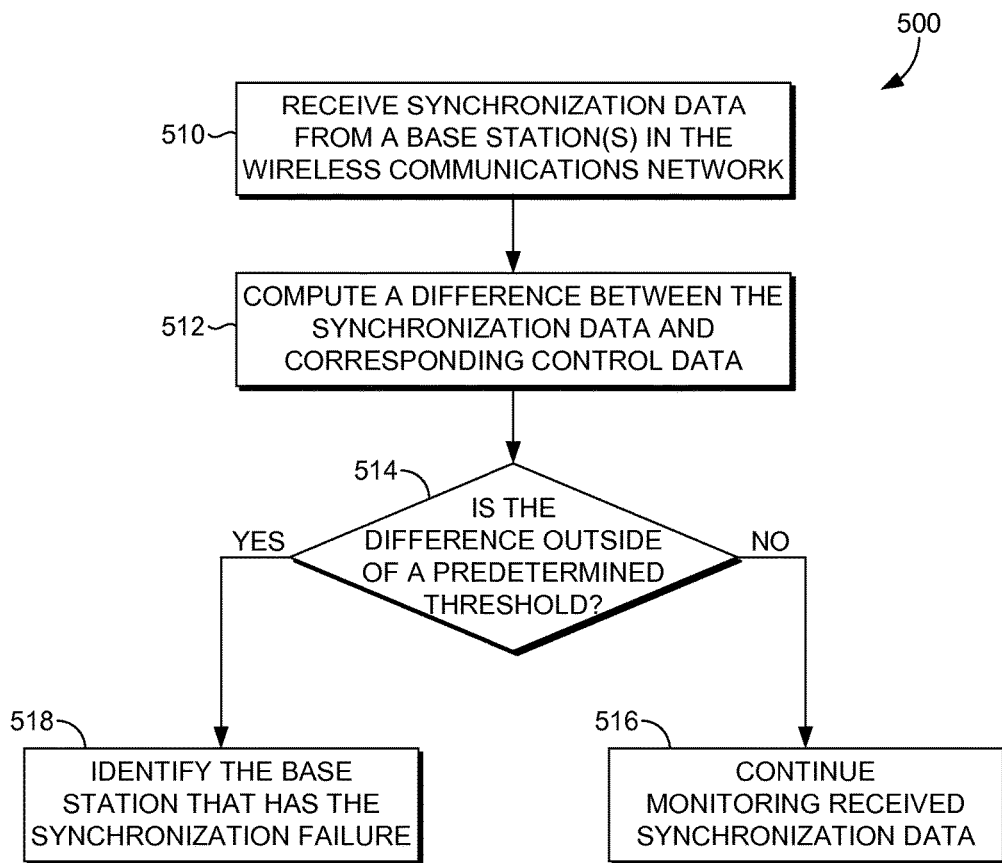 500
RECEIVE SYNCHRONIZATION DATA
FROM A BASE STATION(S) IN THE
WIRELESS COMMUNICATIONS NETWORK
510
COMPUTE A DIFFERENCE BETWEEN THE
SYNCHRONIZATION DATA AND
CORRESPONDING CONTROL DATA
512
514
IS THE
DIFFERENCE OUTSIDE
OF A PREDETERMINED
THRESHOLD?
YES
NO
518
IDENTIFY THE BASE
STATION THAT HAS THE
SYNCHRONIZATION FAILURE
516
CONTINUE
MONITORING RECEIVED
SYNCHRONIZATION DATA